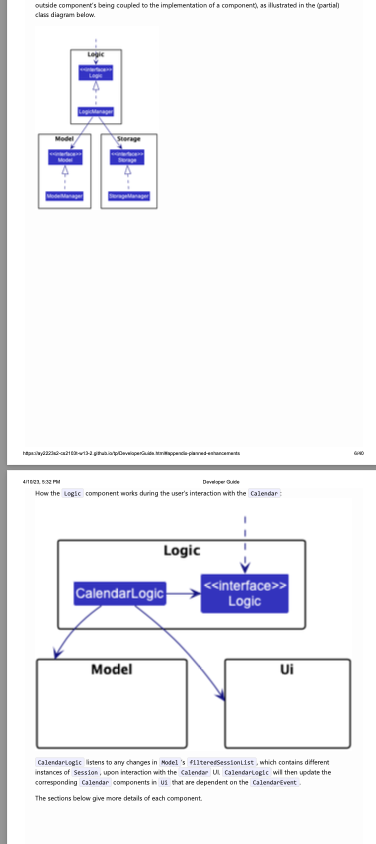 outside component's being coupled to the implementation of a component), as illustrated in the (partial)
class diagram below.
Logic
<<interface>>
Logic
LogicManager
Model
Storage
<<interface>>
Model
<<interface>>
Storage
ModelManager
StorageManager
https://ay2223s2-cs2103t-w13-2.github.io/tp/DeveloperGuide.html#appendix-planned-enhancements
6/40
4/10/23, 5:32 PM
Developer Guide
How the Logic component works during the user's interaction with the Calendar:
Logic
CalendarLogic
<<interface>>
Logic
Model
Ui
CalendarLogic listens to any changes in Model's filteredSessionList, which contains different
instances of Session, upon interaction with the Calendar UI. CalendarLogic will then update the
corresponding Calendar components in Ui that are dependent on the CalendarEvent.
The sections below give more details of each component.